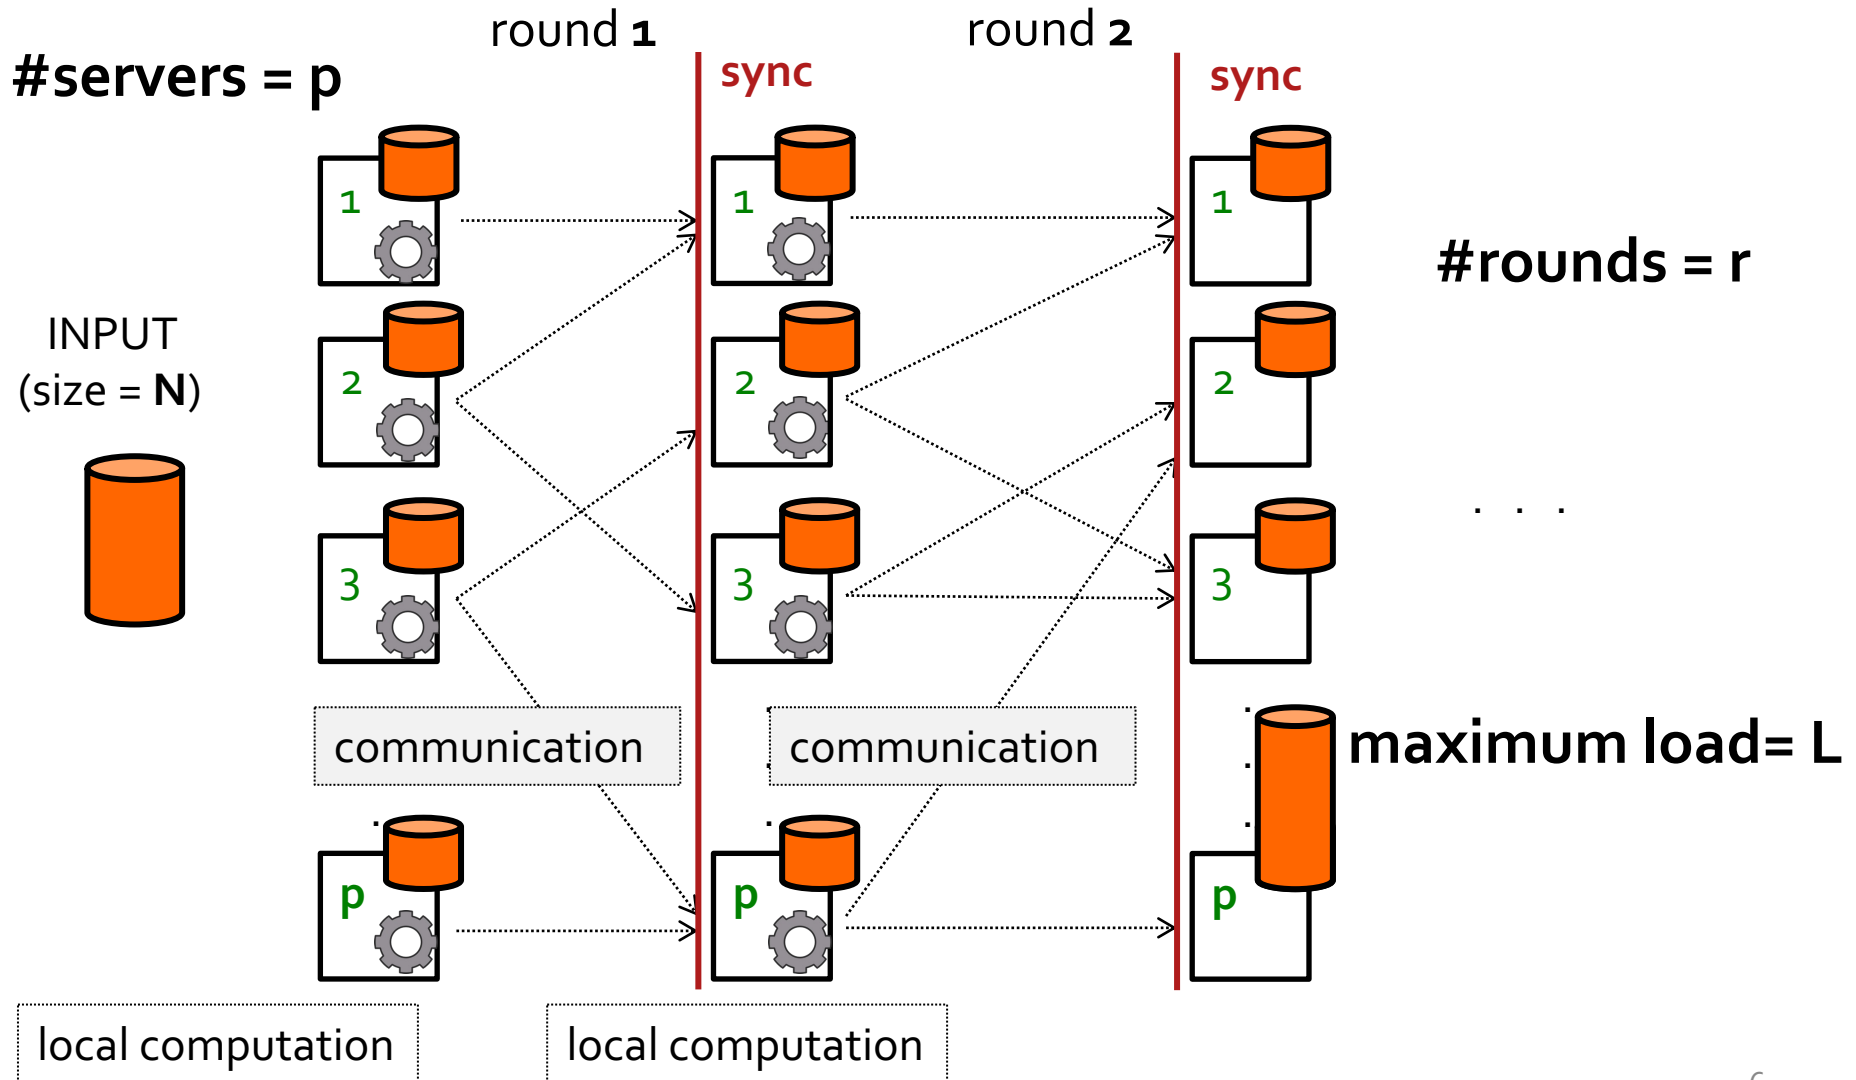 round 1
round 2
#servers = p
sync
sync
1
1
1
#rounds = r
INPUT
(size = N)
2
2
2
. . .
3
3
3
communication
communication
maximum load= L
p
p
p
local computation
local computation